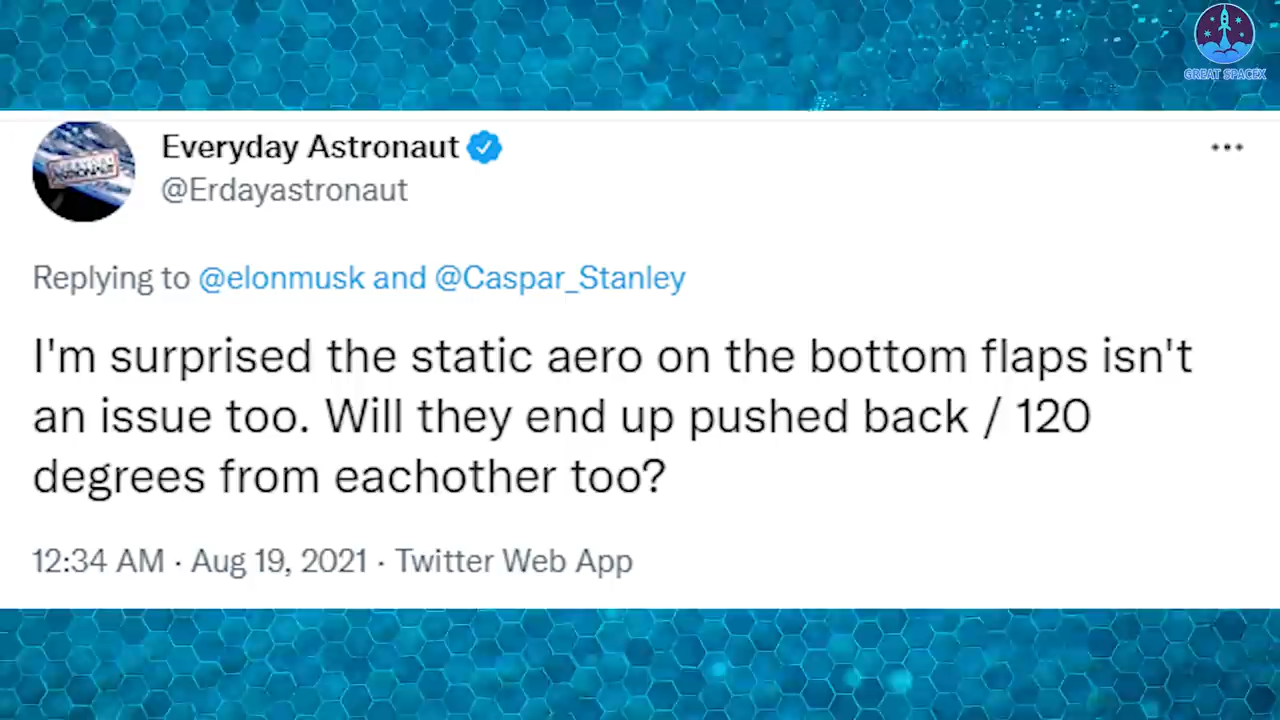 GREAT SPACEX
Everyday Astronaut
@Erdayastronaut
Replying to @elonmusk and @Caspar_Stanley
I'm surprised the static aero on the bottom flaps isn't
an issue too. Will they end up pushed back / 120
degrees from eachother too?
12:34 AM · Aug 19, 2021 · Twitter Web App